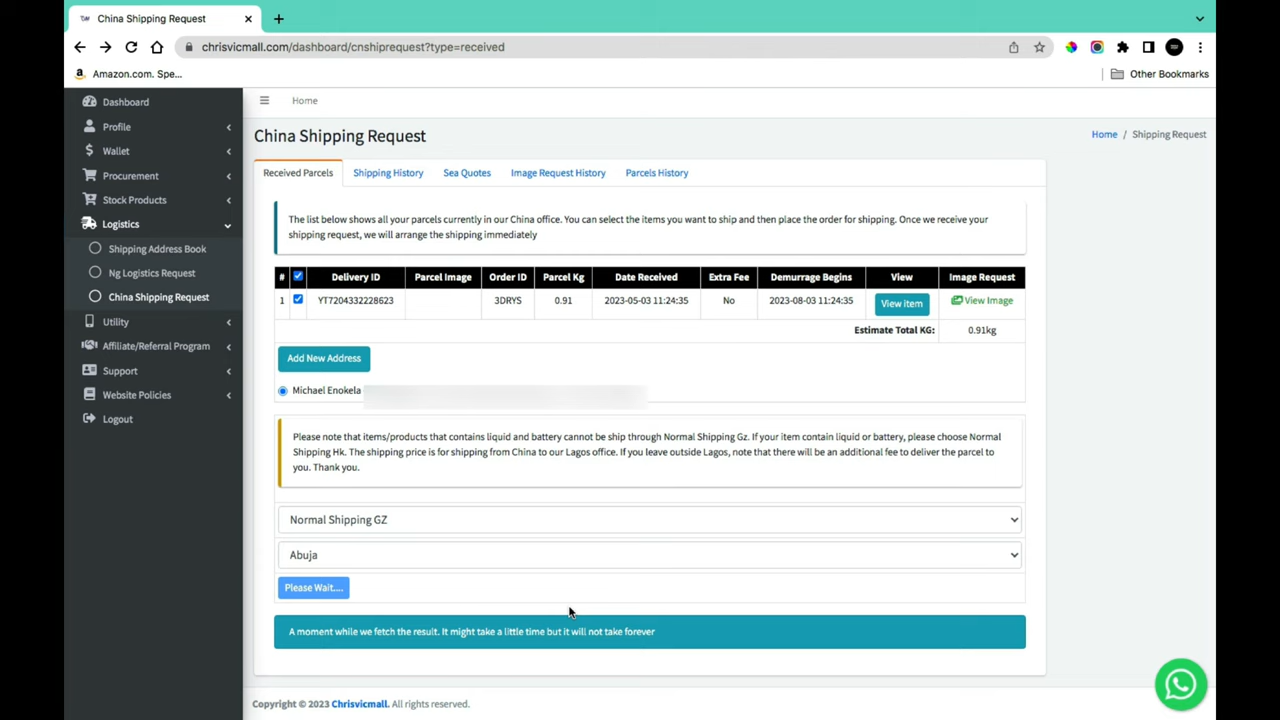 China Shipping Request
chrisvicmall.com/dashboard/cnshiprequest?type=received
Amazon.com. Spe...
Other Bookmarks
Dashboard
Profile
Wallet
Procurement
Stock Products
Logistics
Shipping Address Book
Ng Logistics Request
China Shipping Request
Utility
Affiliate/Referral Program
Support
Website Policies
Logout
Home
China Shipping Request
Home / Shipping Request
Received Parcels Shipping History Sea Quotes Image Request History Parcels History
The list below shows all your parcels currently in our China office. You can select the items you want to ship and then place the order for shipping. Once we receive your
shipping request, we will arrange the shipping immediately
# Delivery ID Parcel Image Order ID Parcel Kg Date Received Extra Fee Demurrage Begins View Image Request
1 YT7204332228623 3DRYS 0.91 2023-05-03 11:24:35 No 2023-08-03 11:24:35 View item View Image
Estimate Total KG: 0.91kg
Add New Address
Michael Enokela
Please note that items/products that contains liquid and battery cannot be ship through Normal Shipping Gz. If your item contain liquid or battery, please choose Normal
Shipping Hk. The shipping price is for shipping from China to our Lagos office. If you leave outside Lagos, note that there will be an additional fee to deliver the parcel to
you. Thank you.
Normal Shipping GZ
Abuja
Please Wait....
A moment while we fetch the result. It might take a little time but it will not take forever
Copyright © 2023 Chrisvicmall. All rights reserved.